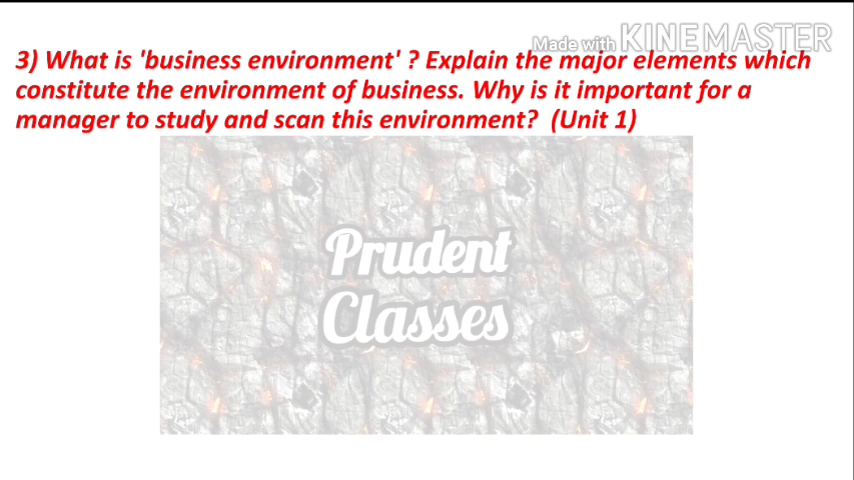 Made with KINEMASTER
3) What is 'business environment' ? Explain the major elements which
constitute the environment of business. Why is it important for a
manager to study and scan this environment?  (Unit 1)
Prudent
Classes